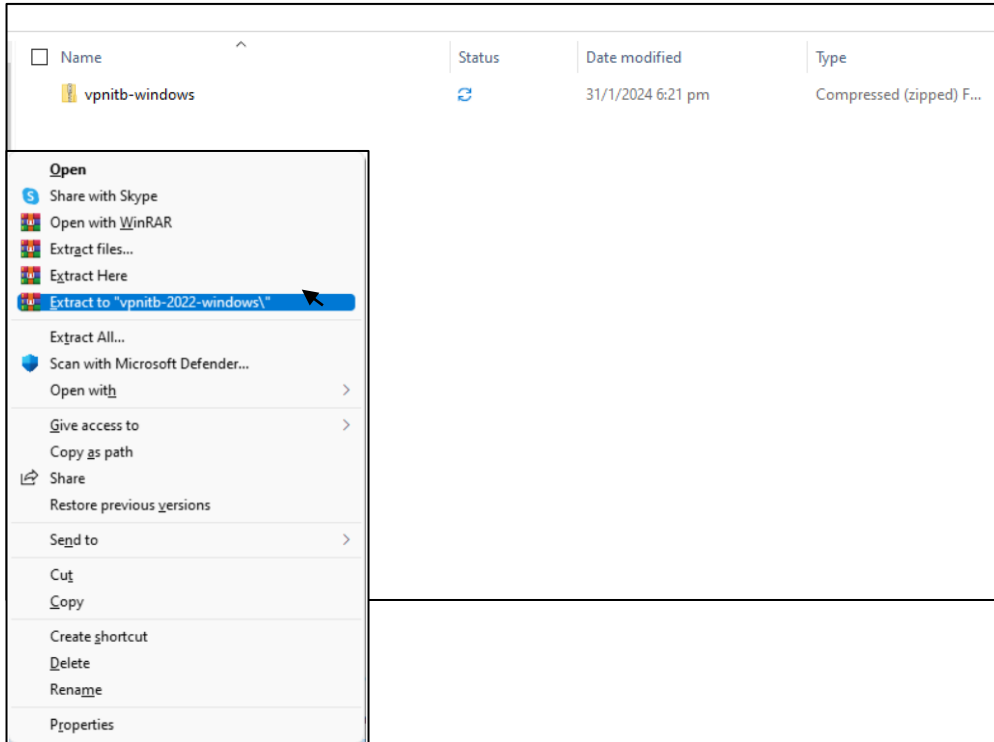 Name Status Date modified Type
vpnitb-windows 31/1/2024 6:21 pm Compressed (zipped) F...
Open
Share with Skype
Open with WinRAR
Extract files...
Extract Here
Extract to "vpnitb-2022-windows\"
Extract All...
Scan with Microsoft Defender...
Open with
Give access to
Copy as path
Share
Restore previous versions
Send to
Cut
Copy
Create shortcut
Delete
Rename
Properties